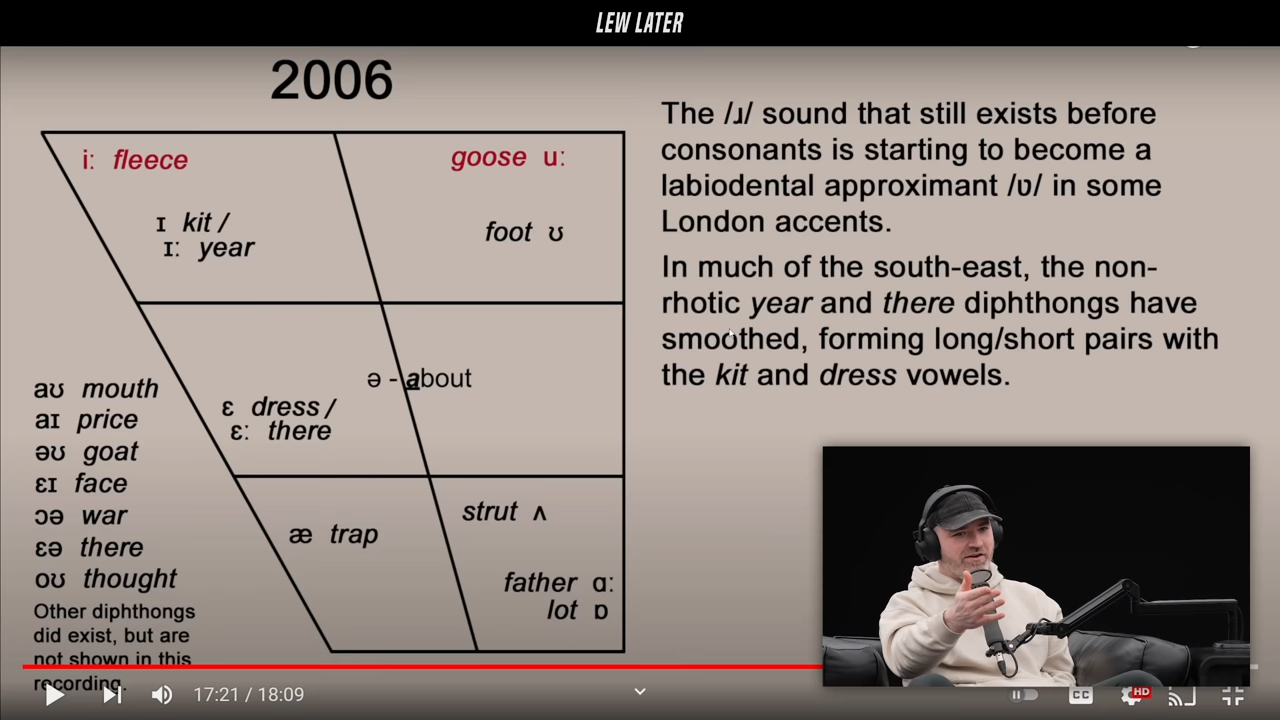 LEW LATER
2006
iː fleece
goose uː
ɪ kit /
ɪː year
foot ʊ
ə - about
ɛ dress /
ɛː there
æ trap
strut ʌ
father ɑː
lot ɒ
aʊ mouth
aɪ price
əʊ goat
ɛɪ face
ɔə war
ɛə there
oʊ thought
Other diphthongs
did exist, but are
not shown in this
recording.
The /ɹ/ sound that still exists before
consonants is starting to become a
labiodental approximant /ʋ/ in some
London accents.
In much of the south-east, the non-
rhotic year and there diphthongs have
smoothed, forming long/short pairs with
the kit and dress vowels.
17:21 / 18:09
CC
HD